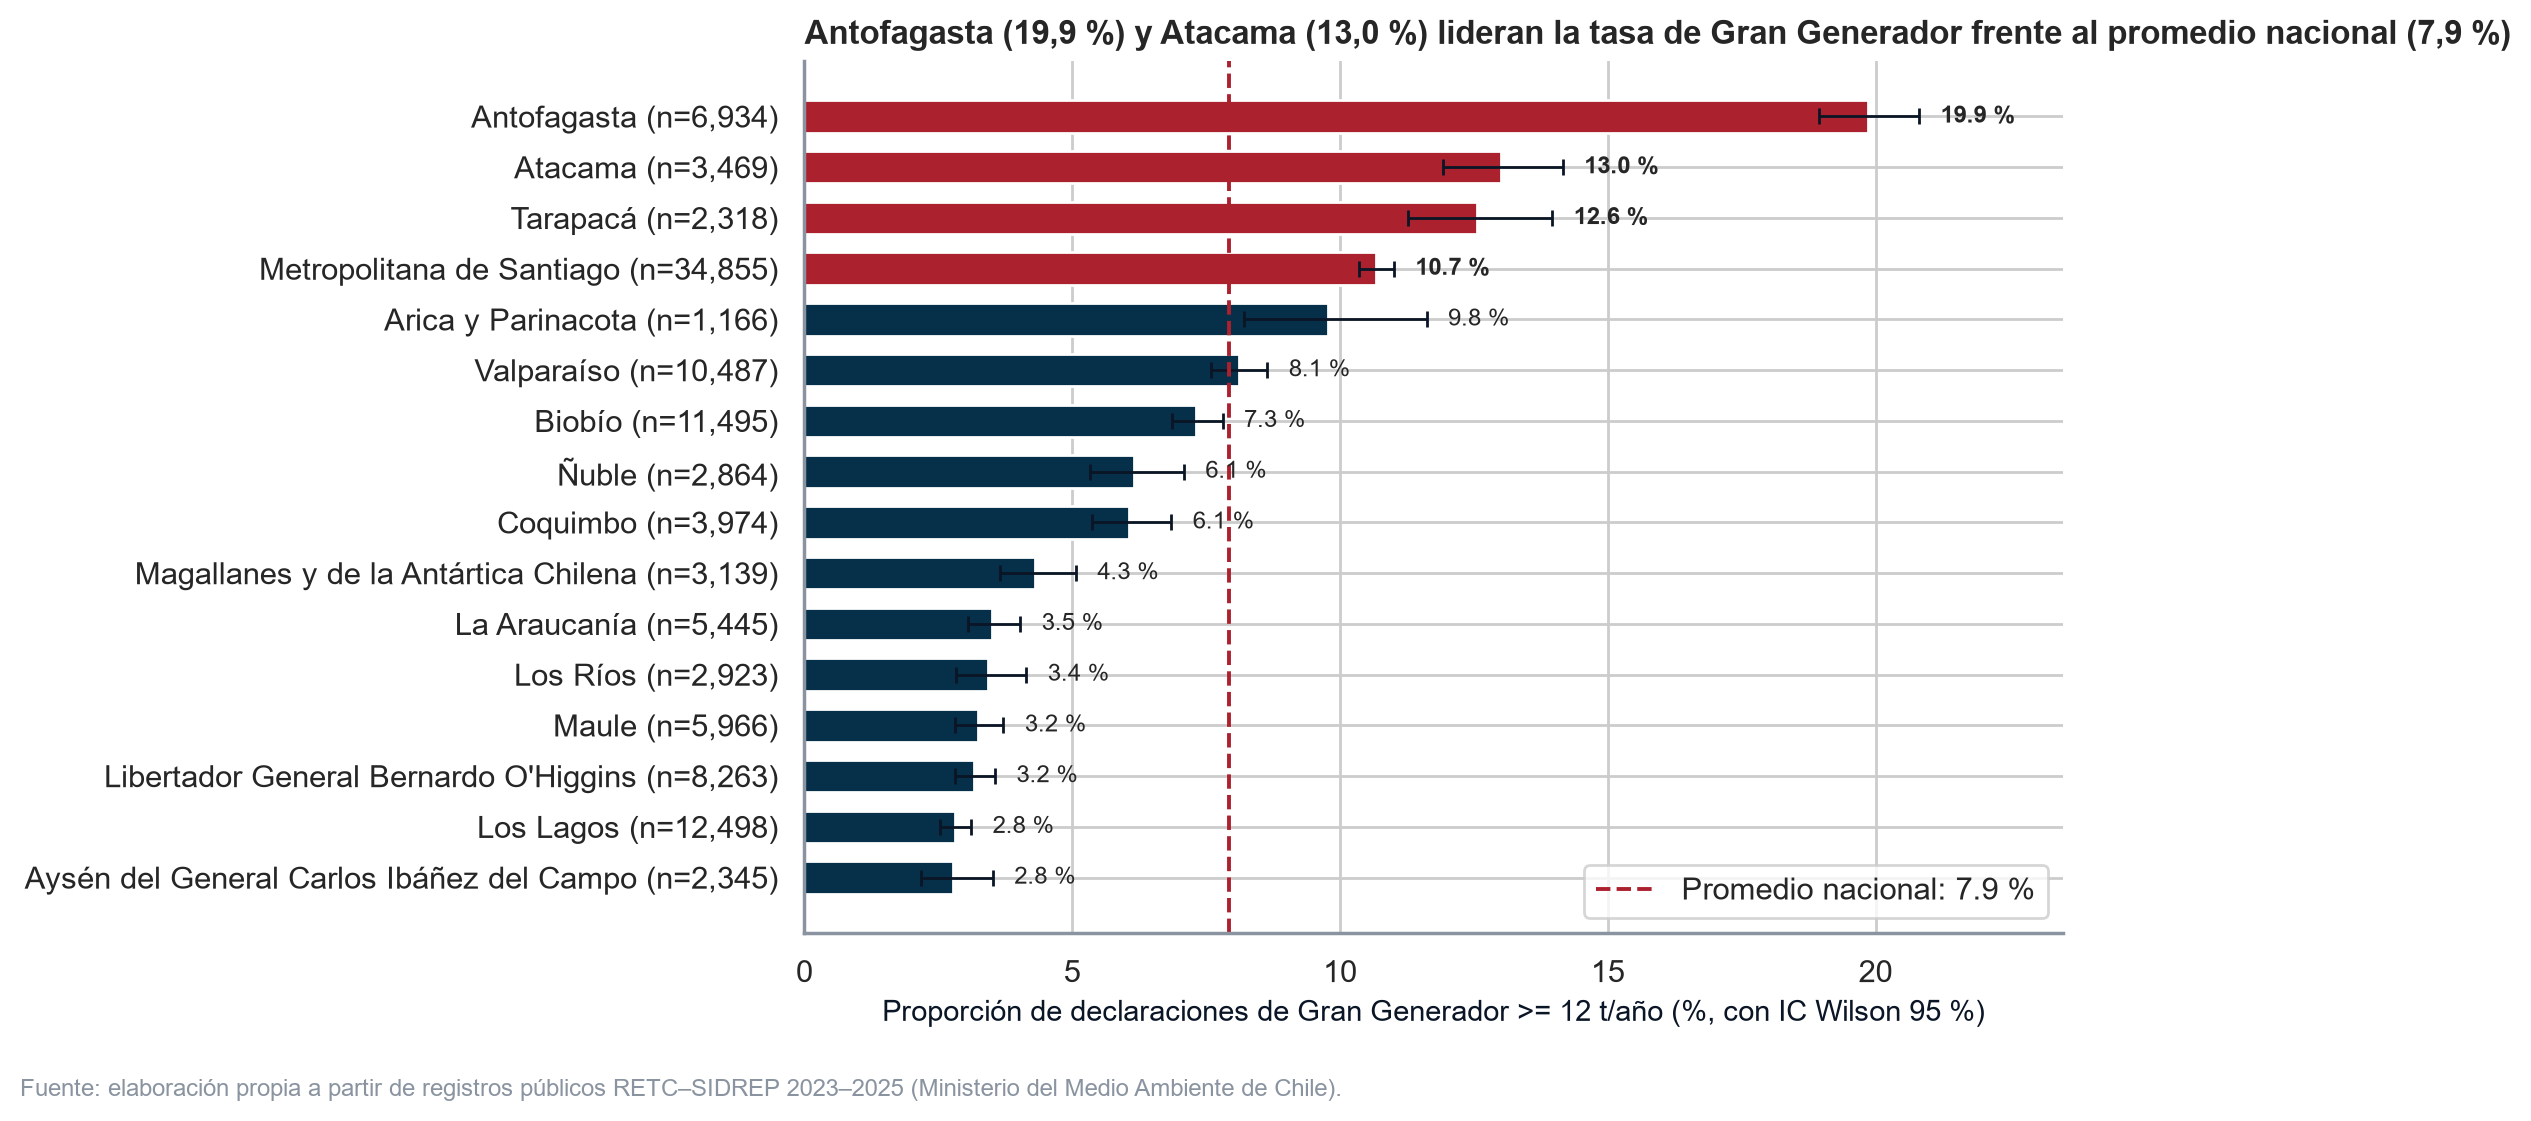 Antofagasta (19,9 %) y Atacama (13,0 %) lideran la tasa de Gran Generador frente al promedio nacional (7,9 %)
Antofagasta (n=6,934) 19.9 %
Atacama (n=3,469) 13.0 %
Tarapacá (n=2,318) 12.6 %
Metropolitana de Santiago (n=34,855) 10.7 %
Arica y Parinacota (n=1,166) 9.8 %
Valparaíso (n=10,487) 8.1 %
Biobío (n=11,495) 7.3 %
Ñuble (n=2,864) 6.1 %
Coquimbo (n=3,974) 6.1 %
Magallanes y de la Antártica Chilena (n=3,139) 4.3 %
La Araucanía (n=5,445) 3.5 %
Los Ríos (n=2,923) 3.4 %
Maule (n=5,966) 3.2 %
Libertador General Bernardo O'Higgins (n=8,263) 3.2 %
Los Lagos (n=12,498) 2.8 %
Aysén del General Carlos Ibáñez del Campo (n=2,345) 2.8 %
Promedio nacional: 7.9 %
0 5 10 15 20
Proporción de declaraciones de Gran Generador >= 12 t/año (%, con IC Wilson 95 %)
Fuente: elaboración propia a partir de registros públicos RETC–SIDREP 2023–2025 (Ministerio del Medio Ambiente de Chile).